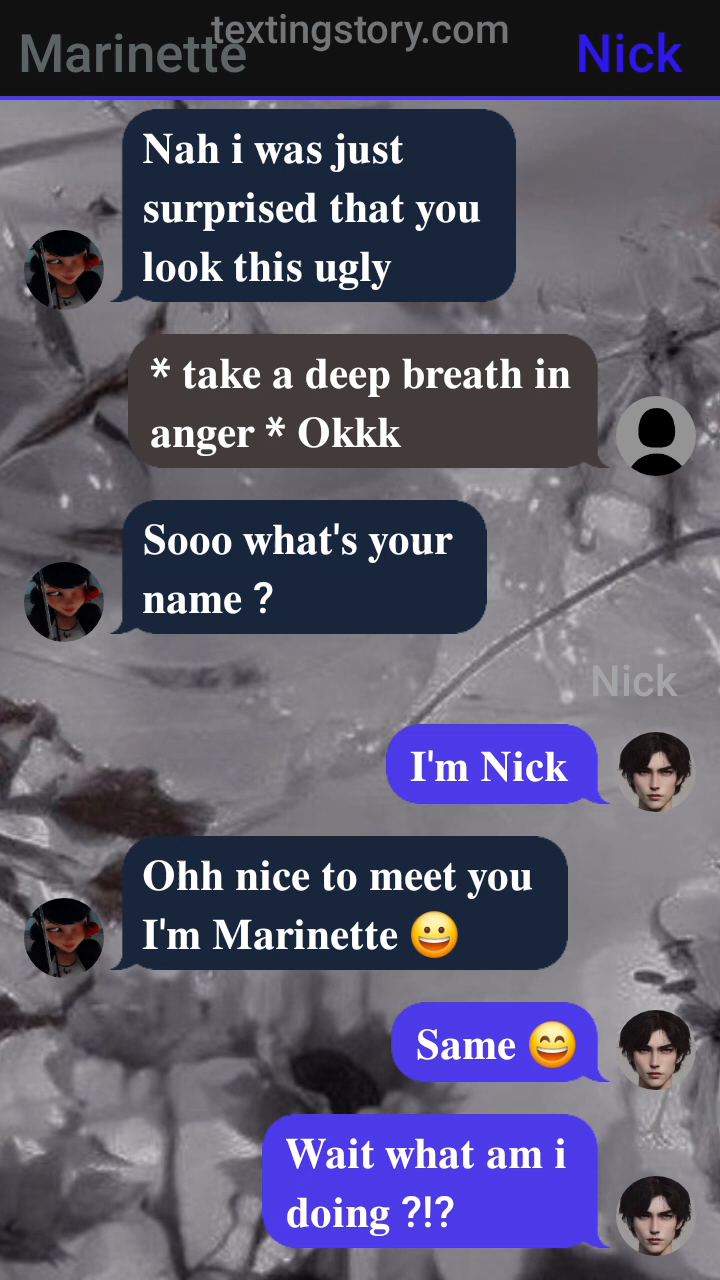 textingstory.com
Marinette
Nick
Nah i was just
surprised that you
look this ugly
* take a deep breath in
anger * Okkk
Sooo what's your
name ?
Nick
I'm Nick
Ohh nice to meet you
I'm Marinette 😀
Same 😄
Wait what am i
doing ?!?